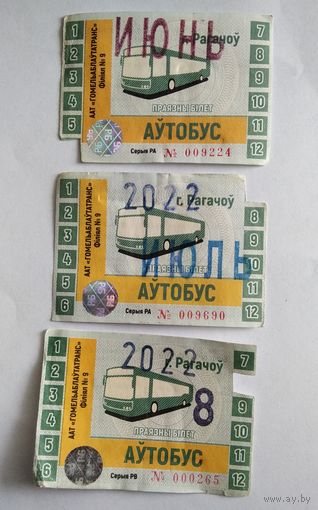 1 ИЮНЬ 7
г. Рагачоў
2 8
3 9
4 10
5 11
6 12
ААТ «ГОМЕЛЬАБЛАЎТАТРАНС»
Філіял № 9
ПРАЯЗНЫ БІЛЕТ
АЎТОБУС
Серыя РА № 009224
1 2022
г. Рагачоў
2 8
3 9
4 10
5 11
6 12
ААТ «ГОМЕЛЬАБЛАЎТАТРАНС»
Філіял № 9
ИЮЛЬ
ПРАЯЗНЫ БІЛЕТ
АЎТОБУС
Серыя РА № 009690
1 2022 7
Рагачоў
2
3 8
4 10
5 11
6 12
ААТ «ГОМЕЛЬАБЛАЎТАТРАНС»
Філіял № 9
ПРАЯЗНЫ БІЛЕТ
АЎТОБУС
Серыя РВ № 000265
www.ay.by